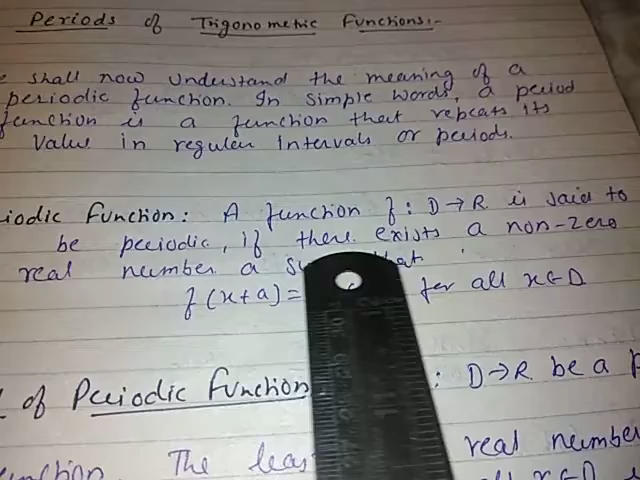 Periods of Trigonometric Functions:-
shall now understand the meaning of a
periodic function. In simple words, a period
function is a function that repeats its
value in reguler intervals or periods.
iodic Function: A function f: D→R is said to
be periodic, if there exists a non-zero
real number a
f(x+a)= for all x∈D
of Periodic Function : D→R be a
The real number
x∈D